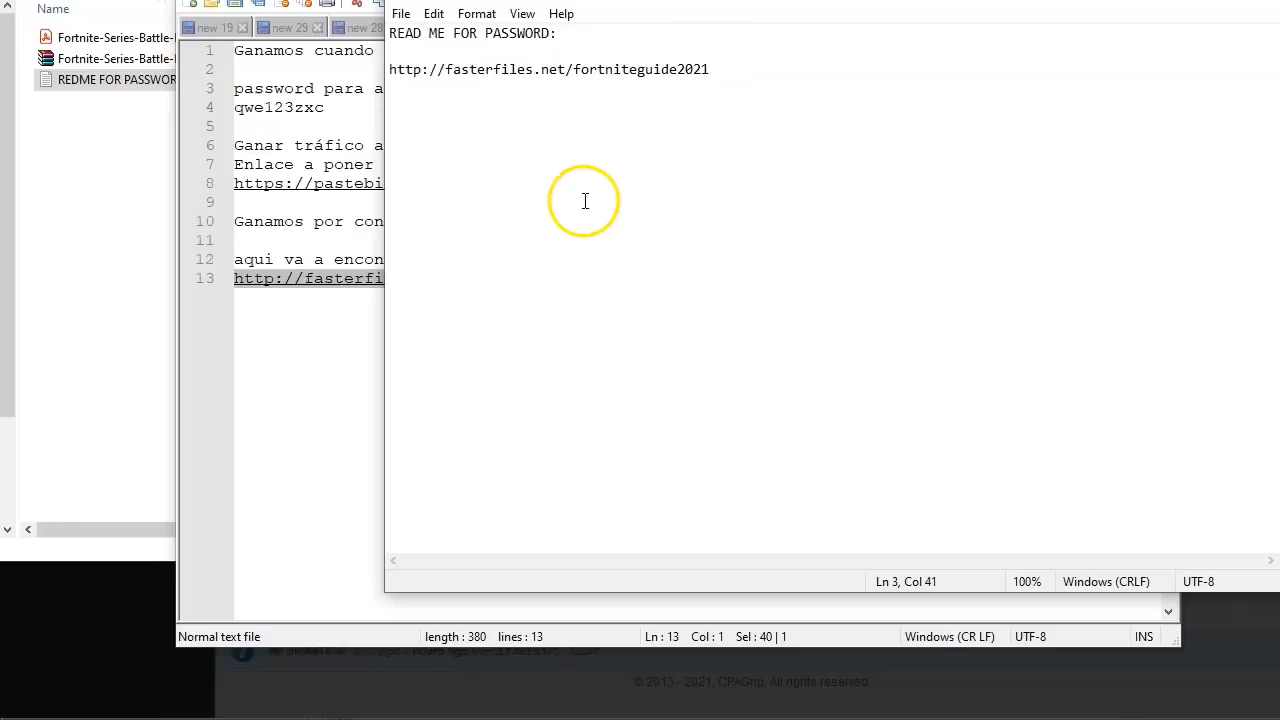 Name
Fortnite-Series-Battle-
Fortnite-Series-Battle-
REDME FOR PASSWOR
new 19
new 29
new 28
1 Ganamos cuando
2
3 password para a
4 qwe123zxc
5
6 Ganar tráfico a
7 Enlace a poner
8 https://pastebi
9
10 Ganamos por con
11
12 aqui va a encon
13 http://fasterfi
File Edit Format View Help
READ ME FOR PASSWORD:
http://fasterfiles.net/fortniteguide2021
Ln 3, Col 41 100% Windows (CRLF) UTF-8
Normal text file length : 380 lines : 13 Ln : 13 Col : 1 Sel : 40 | 1 Windows (CR LF) UTF-8 INS
© 2013 - 2021, CPAGrip. All rights reserved.